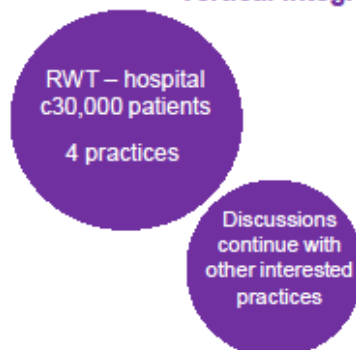 RWT – hospital
c30,000 patients
4 practices
Discussions
continue with
other interested
practices